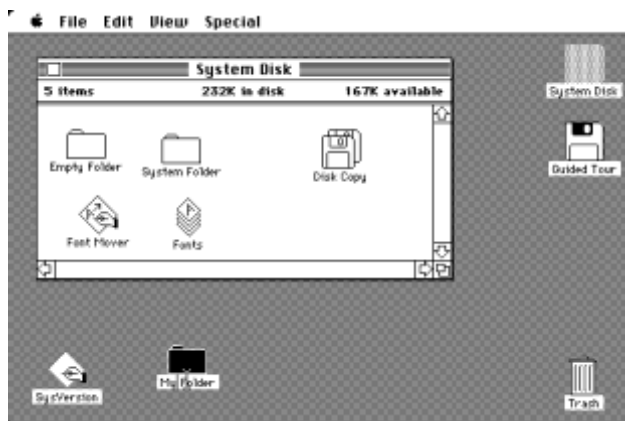 File Edit View Special
System Disk
5 items 232K in disk 167K available
Empty Folder System Folder Disk Copy
Font Mover Fonts
System Disk
Guided Tour
SysVersion My Folder Trash